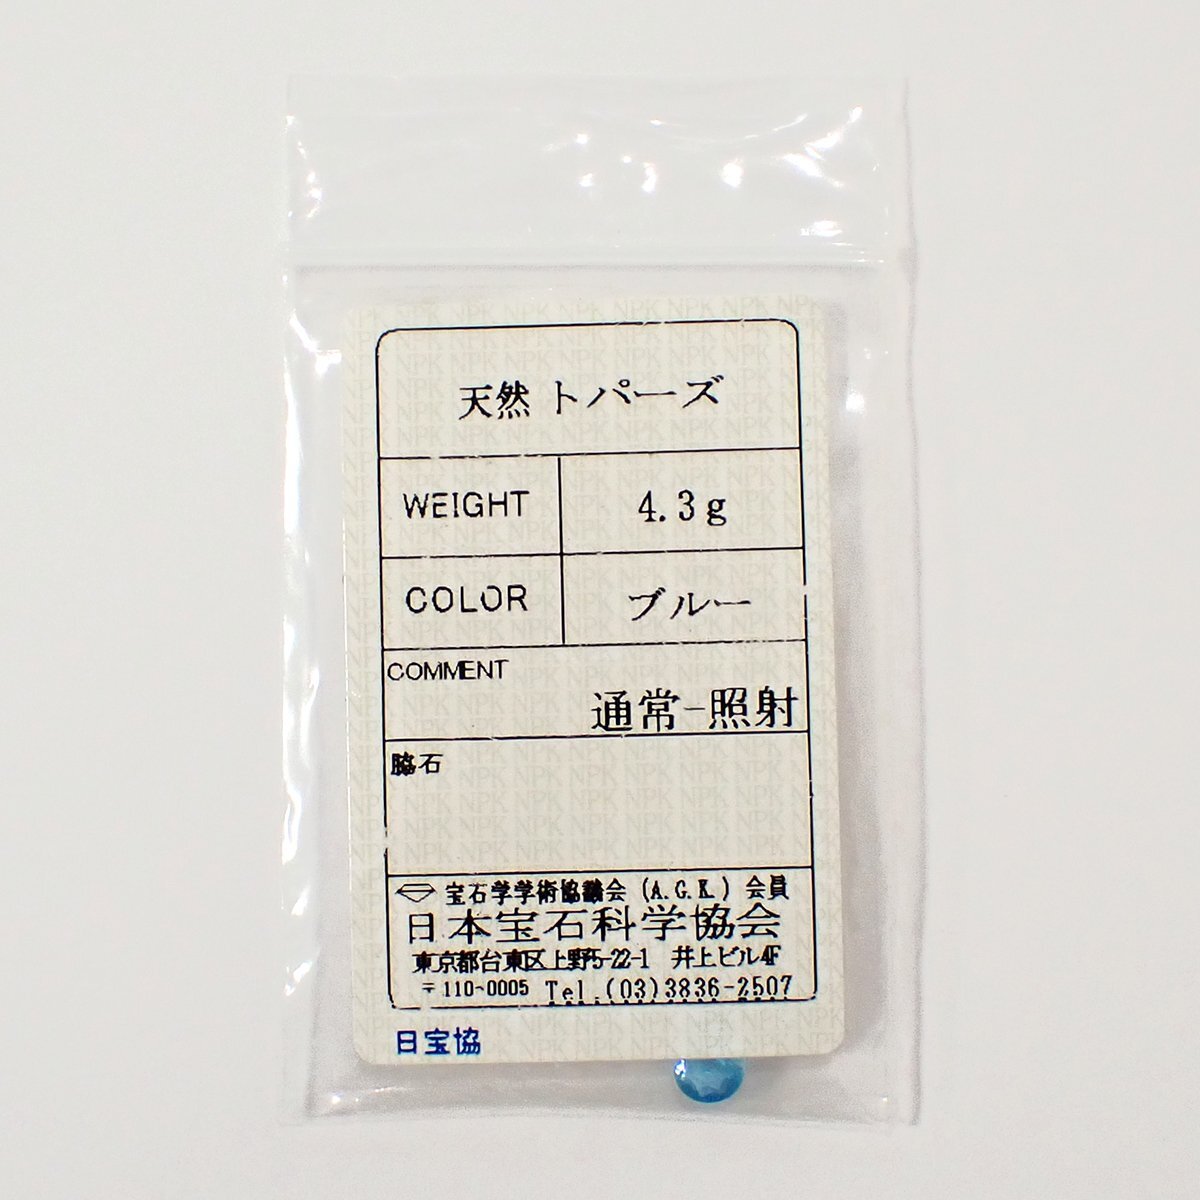 天然 トパーズ
WEIGHT 4.3g
COLOR ブルー
COMMENT
通常-照射
脇石
宝石学学術協議会 (A.G.K.) 会員
日本宝石科学協会
東京都台東区上野5-22-1 井上ビル4F
〒110-0005 Tel.(03)3836-2507
日宝協